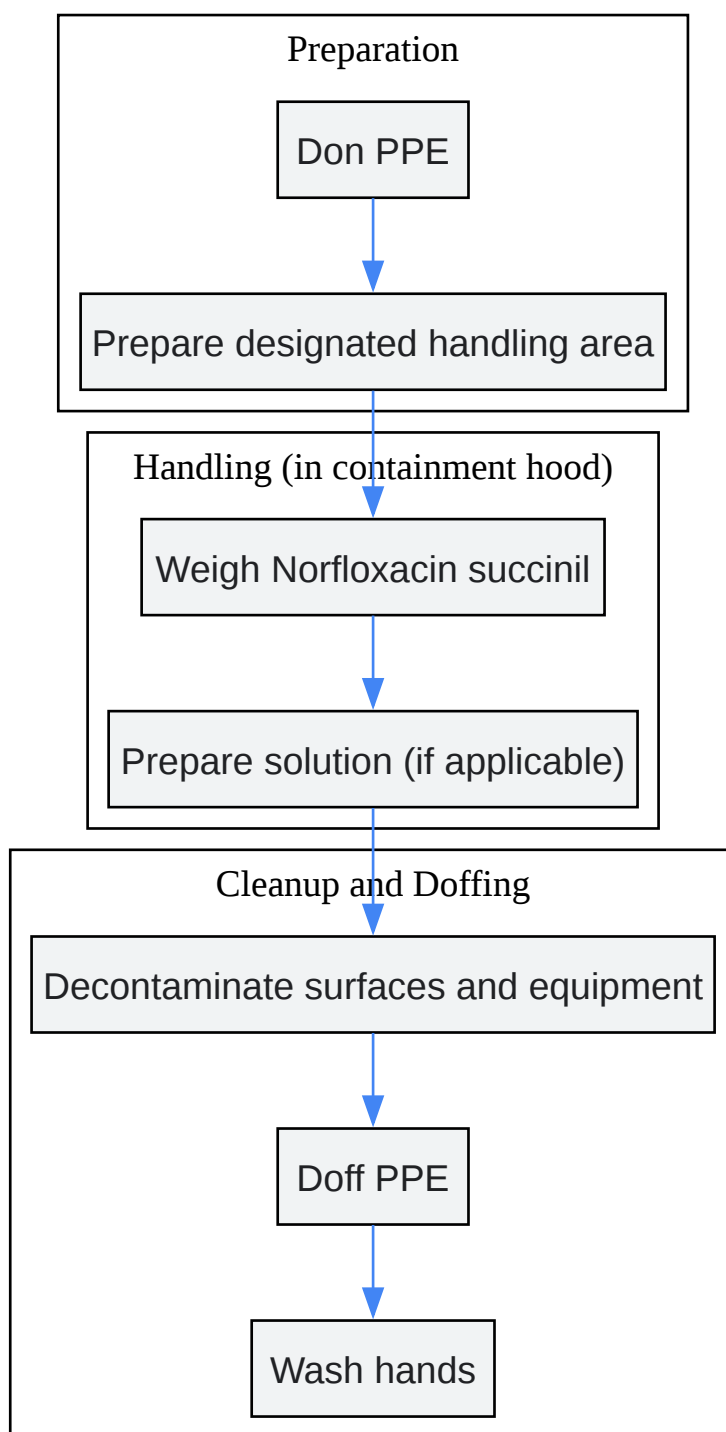 Preparation
Don PPE
Prepare designated handling area
Handling (in containment hood)
Weigh Norfloxacin succinil
Prepare solution (if applicable)
Cleanup and Doffing
Decontaminate surfaces and equipment
Doff PPE
Wash hands